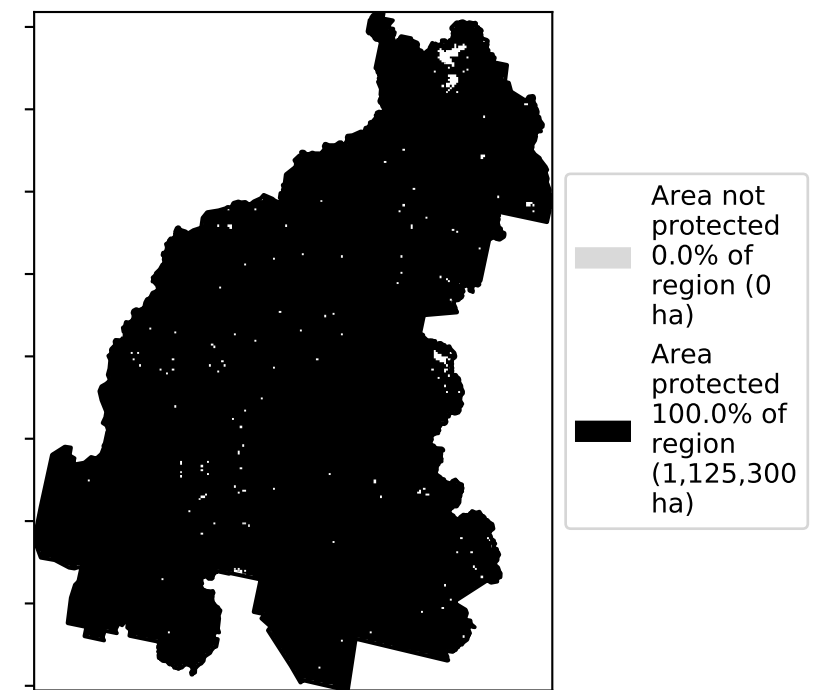 Area not
protected
0.0% of
region (0
ha)
Area
protected
100.0% of
region
(1,125,300
ha)